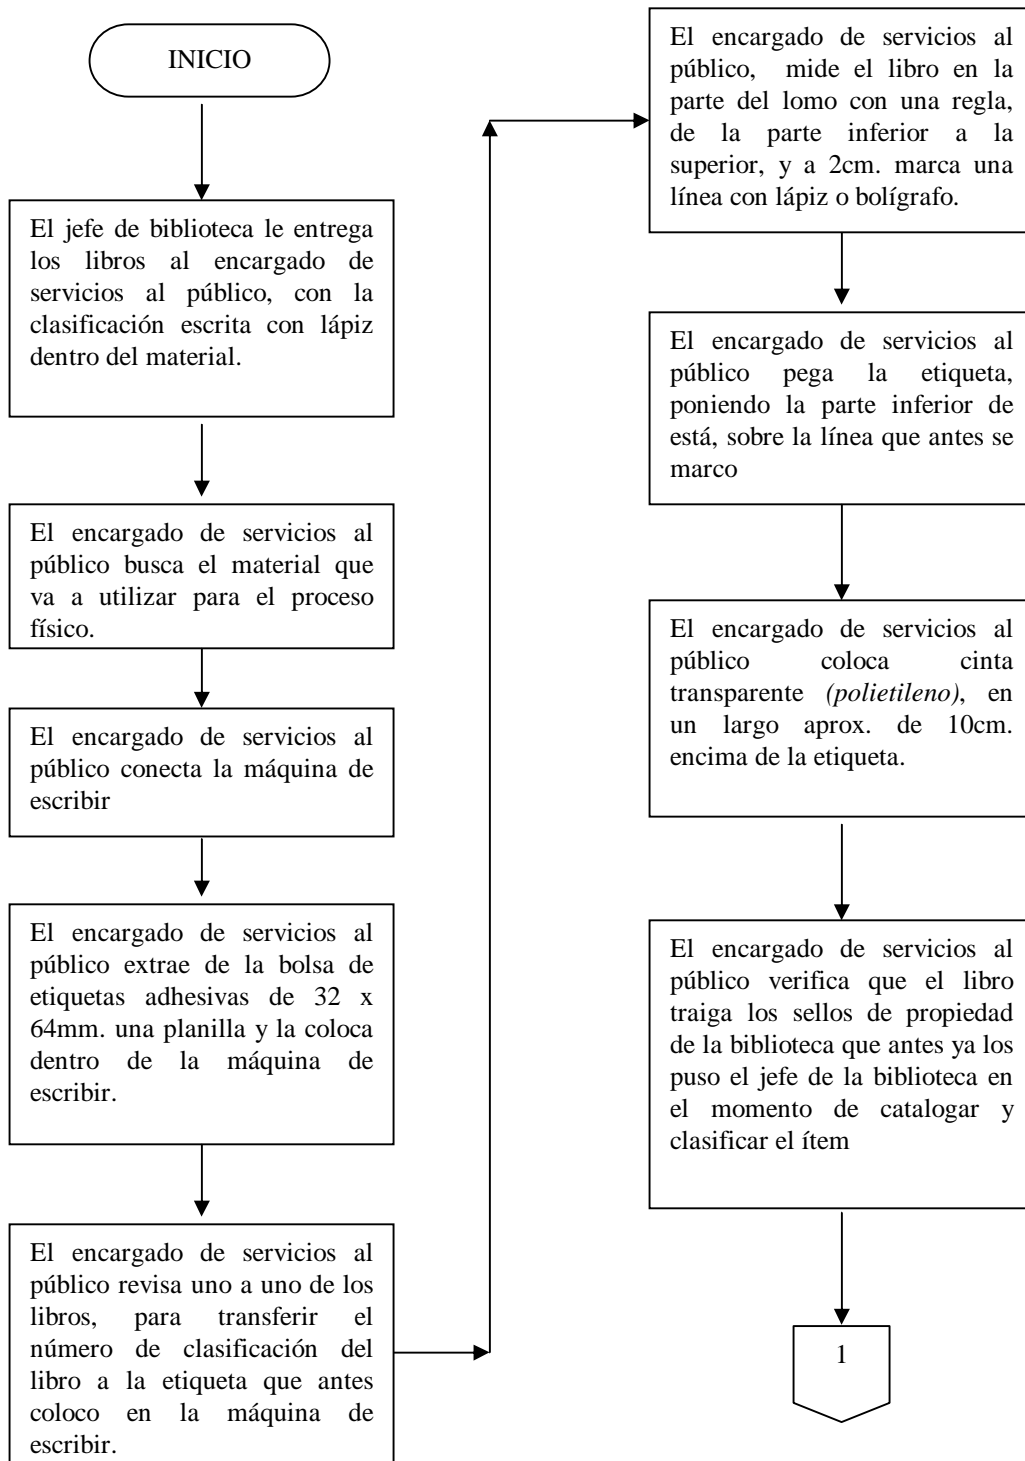 INICIO
El jefe de biblioteca le entrega
los libros al encargado de
servicios al público, con la
clasificación escrita con lápiz
dentro del material.
El encargado de servicios al
público busca el material que
va a utilizar para el proceso
físico.
El encargado de servicios al
público conecta la máquina de
escribir
El encargado de servicios al
público extrae de la bolsa de
etiquetas adhesivas de 32 x
64mm. una planilla y la coloca
dentro de la máquina de
escribir.
El encargado de servicios al
público revisa uno a uno de los
libros, para transferir el
número de clasificación del
libro a la etiqueta que antes
coloco en la máquina de
escribir.
El encargado de servicios al
público, mide el libro en la
parte del lomo con una regla,
de la parte inferior a la
superior, y a 2cm. marca una
línea con lápiz o bolígrafo.
El encargado de servicios al
público pega la etiqueta,
poniendo la parte inferior de
está, sobre la línea que antes se
marco
El encargado de servicios al
público coloca cinta
transparente (polietileno), en
un largo aprox. de 10cm.
encima de la etiqueta.
El encargado de servicios al
público verifica que el libro
traiga los sellos de propiedad
de la biblioteca que antes ya los
puso el jefe de la biblioteca en
el momento de catalogar y
clasificar el ítem
1